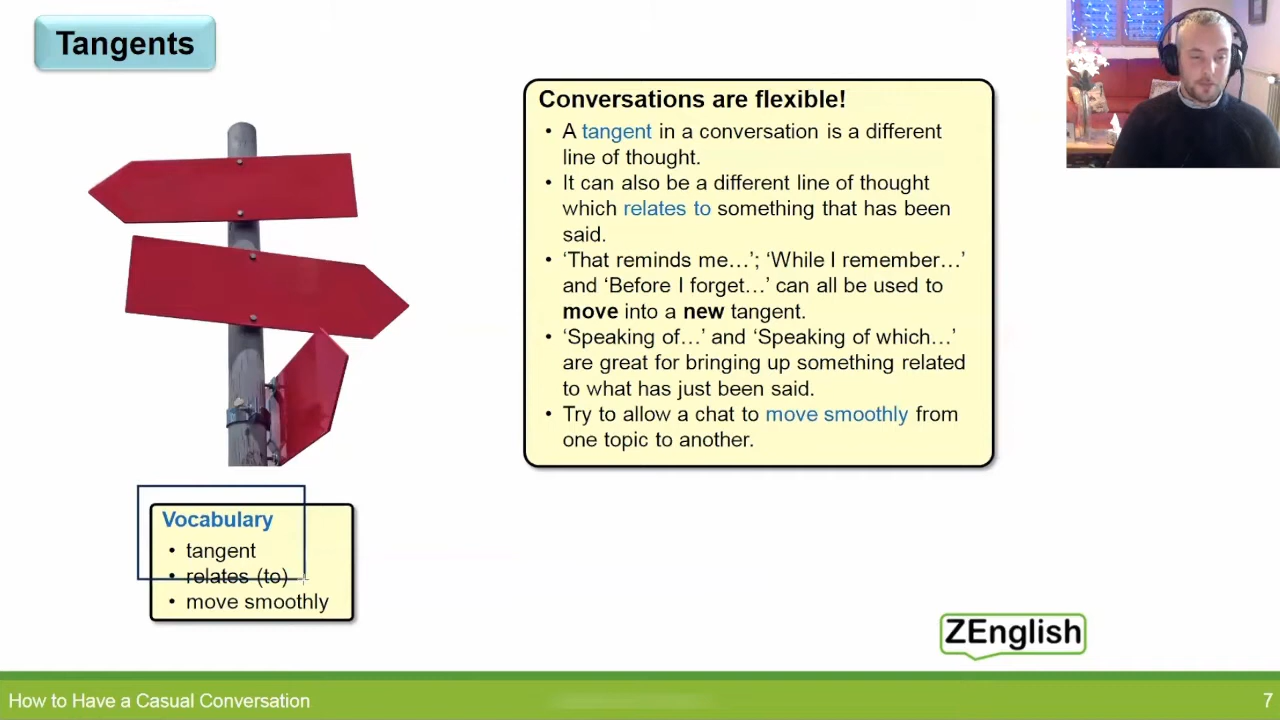 Tangents
Conversations are flexible!
• A tangent in a conversation is a different
line of thought.
• It can also be a different line of thought
which relates to something that has been
said.
• ‘That reminds me…’; ‘While I remember…’
and ‘Before I forget…’ can all be used to
move into a new tangent.
• ‘Speaking of…’ and ‘Speaking of which…’
are great for bringing up something related
to what has just been said.
• Try to allow a chat to move smoothly from
one topic to another.
Vocabulary
• tangent
• relates (to)
• move smoothly
ZEnglish
How to Have a Casual Conversation
7